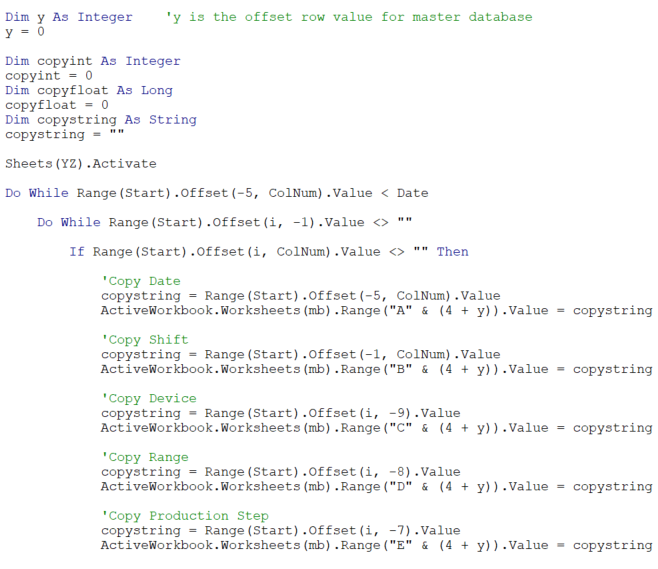 Dim y As Integer    'y is the offset row value for master database
y = 0

Dim copyint As Integer
copyint = 0
Dim copyfloat As Long
copyfloat = 0
Dim copystring As String
copystring = ""

Sheets(YZ).Activate

Do While Range(Start).Offset(-5, ColNum).Value < Date

    Do While Range(Start).Offset(i, -1).Value <> ""

        If Range(Start).Offset(i, ColNum).Value <> "" Then

            'Copy Date
            copystring = Range(Start).Offset(-5, ColNum).Value
            ActiveWorkbook.Worksheets(mb).Range("A" & (4 + y)).Value = copystring

            'Copy Shift
            copystring = Range(Start).Offset(-1, ColNum).Value
            ActiveWorkbook.Worksheets(mb).Range("B" & (4 + y)).Value = copystring

            'Copy Device
            copystring = Range(Start).Offset(i, -9).Value
            ActiveWorkbook.Worksheets(mb).Range("C" & (4 + y)).Value = copystring

            'Copy Range
            copystring = Range(Start).Offset(i, -8).Value
            ActiveWorkbook.Worksheets(mb).Range("D" & (4 + y)).Value = copystring

            'Copy Production Step
            copystring = Range(Start).Offset(i, -7).Value
            ActiveWorkbook.Worksheets(mb).Range("E" & (4 + y)).Value = copystring